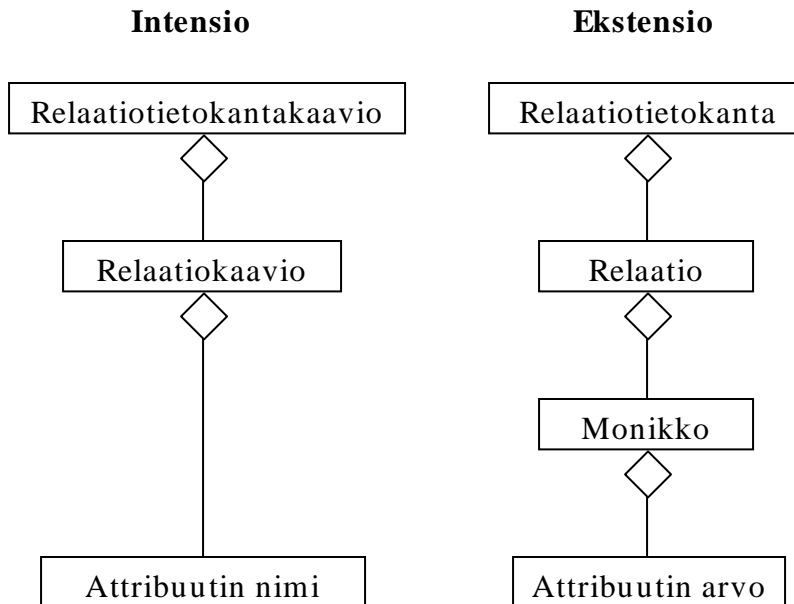 Intensio
Ekstensio
Relaatiotietokantakaavio
Relaatiotietokanta
Relaatiokaavio
Relaatio
Monikko
Attribuutin nimi
Attribuutin arvo